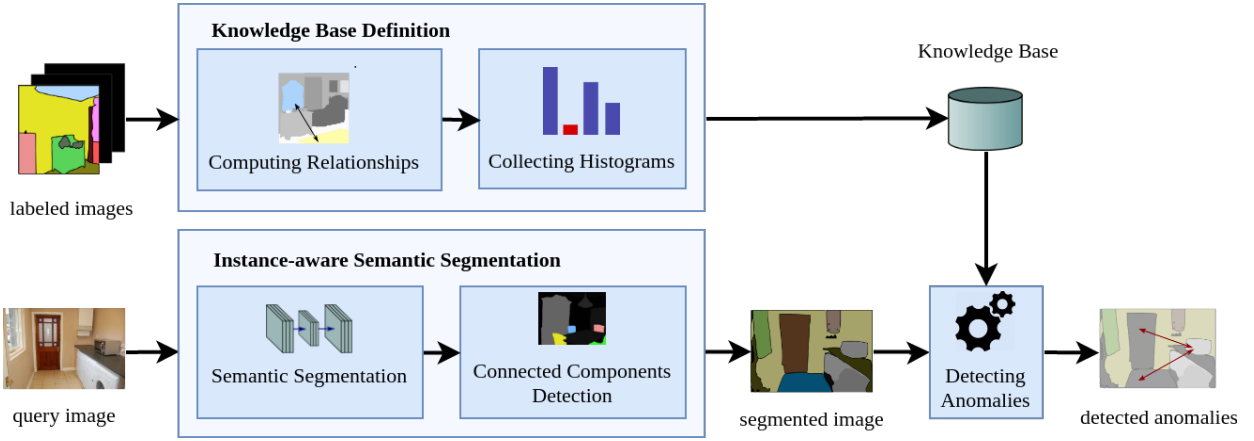 Knowledge Base Definition
Computing Relationships
Collecting Histograms
labeled images
Knowledge Base
Instance-aware Semantic Segmentation
Semantic Segmentation
Connected Components
Detection
query image
segmented image
Detecting
Anomalies
detected anomalies